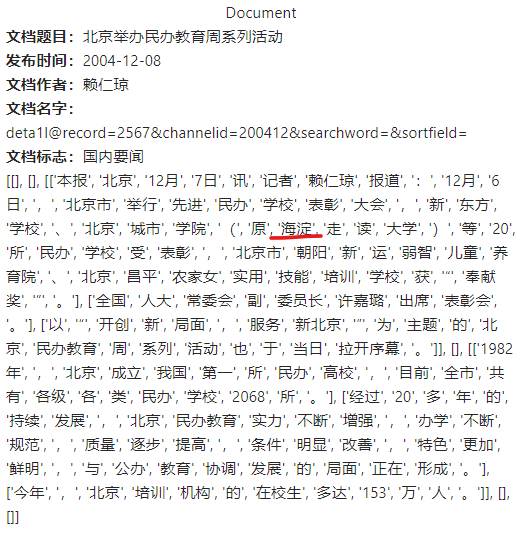 Document
文档题目：北京举办民办教育周系列活动
发布时间：2004-12-08
文档作者：赖仁琼
文档名字：
deta1l@record=2567&channelid=200412&searchword=&sortfield=
文档标志：国内要闻
[[], [], [['本报', '北京', '12月', '7日', '讯', '记者', '赖仁琼', '报道', '：', '12月', '6
日', '，', '北京市', '举行', '先进', '民办', '学校', '表彰', '大会', '，', '新', '东方',
'学校', '、', '北京', '城市', '学院', '（', '原', '海淀', '走', '读', '大学', '）', '等', '20',
'所', '民办', '学校', '受', '表彰', '，', '北京市', '朝阳', '新', '运', '弱智', '儿童', '养
育院', '、', '北京', '昌平', '农家女', '实用', '技能', '培训', '学校', '获', '“', '奉献
奖', '”', '。'], ['全国', '人大', '常委会', '副', '委员长', '许嘉璐', '出席', '表彰会',
'。'], ['以', '“', '开创', '新', '局面', '，', '服务', '新北京', '”', '为', '主题', '的', '北
京', '民办教育', '周', '系列', '活动', '也', '于', '当日', '拉开序幕', '。']], [], [['1982
年', '，', '北京', '成立', '我国', '第一', '所', '民办', '高校', '，', '目前', '全市', '共
有', '各级', '各', '类', '民办', '学校', '2068', '所', '。'], ['经过', '20', '多', '年', '的',
'持续', '发展', '，', '北京', '民办教育', '实力', '不断', '增强', '，', '办学', '不断',
'规范', '，', '质量', '逐步', '提高', '，', '条件', '明显', '改善', '，', '特色', '更加',
'鲜明', '，', '与', '公办', '教育', '协调', '发展', '的', '局面', '正在', '形成', '。'],
['今年', '，', '北京', '培训', '机构', '的', '在校生', '多达', '153', '万', '人', '。']], [],
[]]